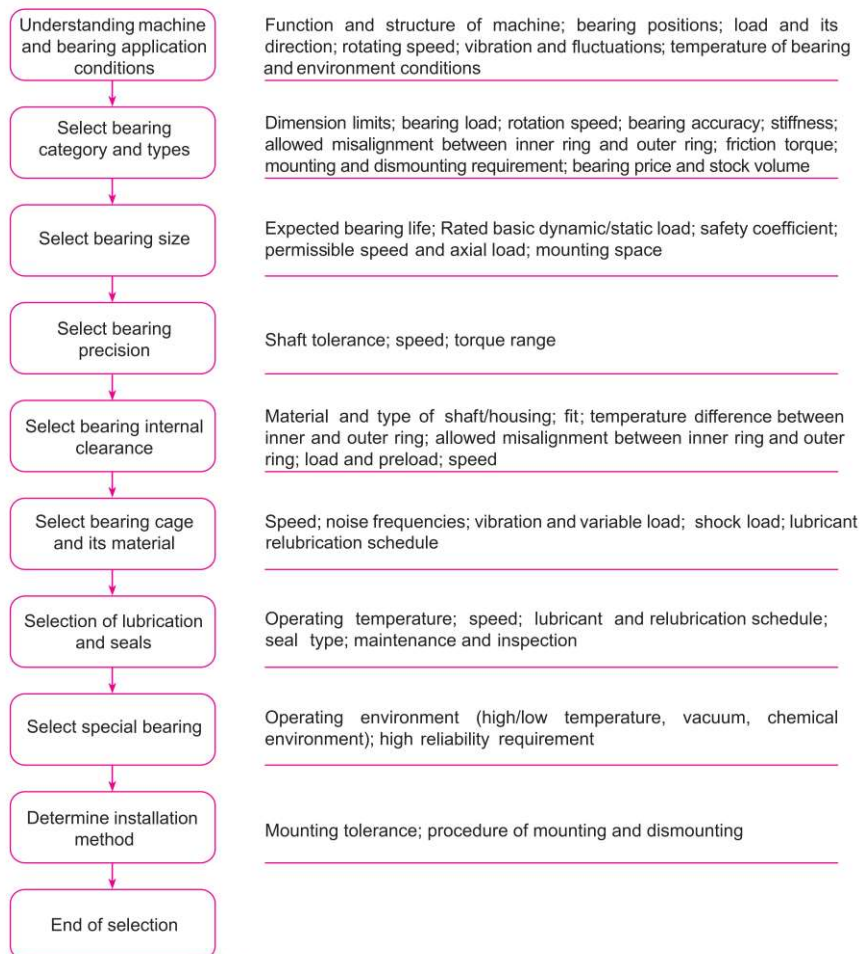 Understanding machine
and bearing application
conditions
Function and structure of machine; bearing positions; load and its
direction; rotating speed; vibration and fluctuations; temperature of bearing
and environment conditions
Select bearing
category and types
Dimension limits; bearing load; rotation speed; bearing accuracy; stiffness;
allowed misalignment between inner ring and outer ring; friction torque;
mounting and dismounting requirement; bearing price and stock volume
Select bearing size
Expected bearing life; Rated basic dynamic/static load; safety coefficient;
permissible speed and axial load; mounting space
Select bearing
precision
Shaft tolerance; speed; torque range
Select bearing internal
clearance
Material and type of shaft/housing; fit; temperature difference between
inner and outer ring; allowed misalignment between inner ring and outer
ring; load and preload; speed
Select bearing cage
and its material
Speed; noise frequencies; vibration and variable load; shock load; lubricant
relubrication schedule
Selection of lubrication
and seals
Operating temperature; speed; lubricant and relubrication schedule;
seal type; maintenance and inspection
Select special bearing
Operating environment (high/low temperature, vacuum, chemical
environment); high reliability requirement
Determine installation
method
Mounting tolerance; procedure of mounting and dismounting
End of selection